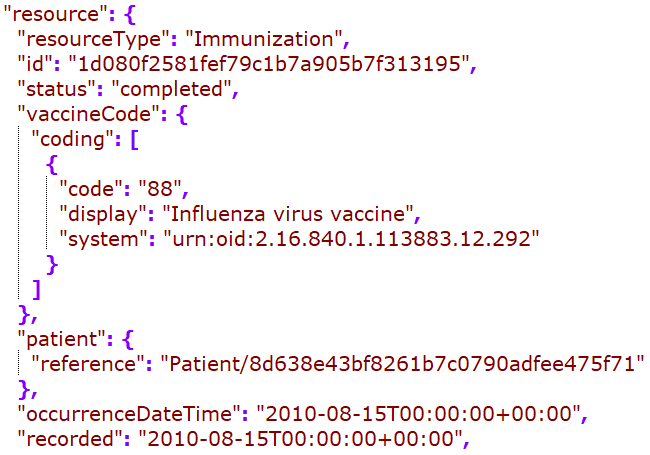 "resource": {
"resourceType": "Immunization",
"id": "1d080f2581fef79c1b7a905b7f313195",
"status": "completed",
"vaccineCode": {
"coding": [
{
"code": "88",
"display": "Influenza virus vaccine",
"system": "urn:oid:2.16.840.1.113883.12.292"
}
]
},
"patient": {
"reference": "Patient/8d638e43bf8261b7c0790adfee475f71"
},
"occurrenceDateTime": "2010-08-15T00:00:00+00:00",
"recorded": "2010-08-15T00:00:00+00:00",